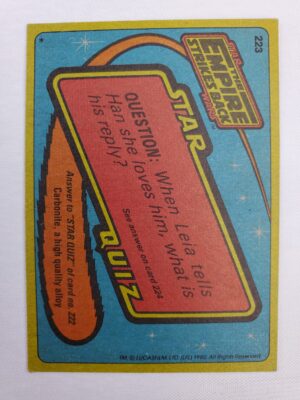 223
STAR WARS
THE
EMPIRE
STRIKES BACK
STAR
QUESTION: When Leia tells
Han she loves him, what is
his reply?
See answer on card 224
QUIZ
Answer to "STAR QUIZ" of card no. 222
Carbonite, a high quality alloy.
*
TM: © LUCASFILM LTD. (LFL) 1980. All Rights Reserved